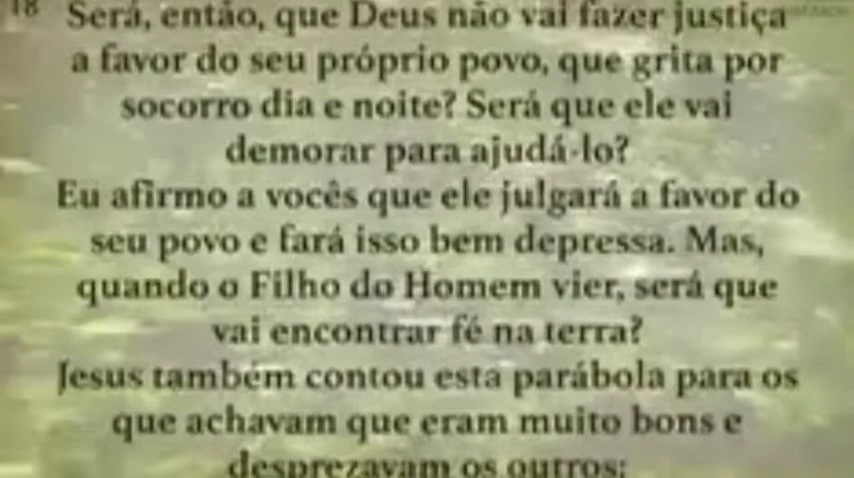 18
Será, então, que Deus não vai fazer justiça
a favor do seu próprio povo, que grita por
socorro dia e noite? Será que ele vai
demorar para ajudá-lo?
Eu afirmo a vocês que ele julgará a favor do
seu povo e fará isso bem depressa. Mas,
quando o Filho do Homem vier, será que
vai encontrar fé na terra?
Jesus também contou esta parábola para os
que achavam que eram muito bons e
desprezavam os outros: